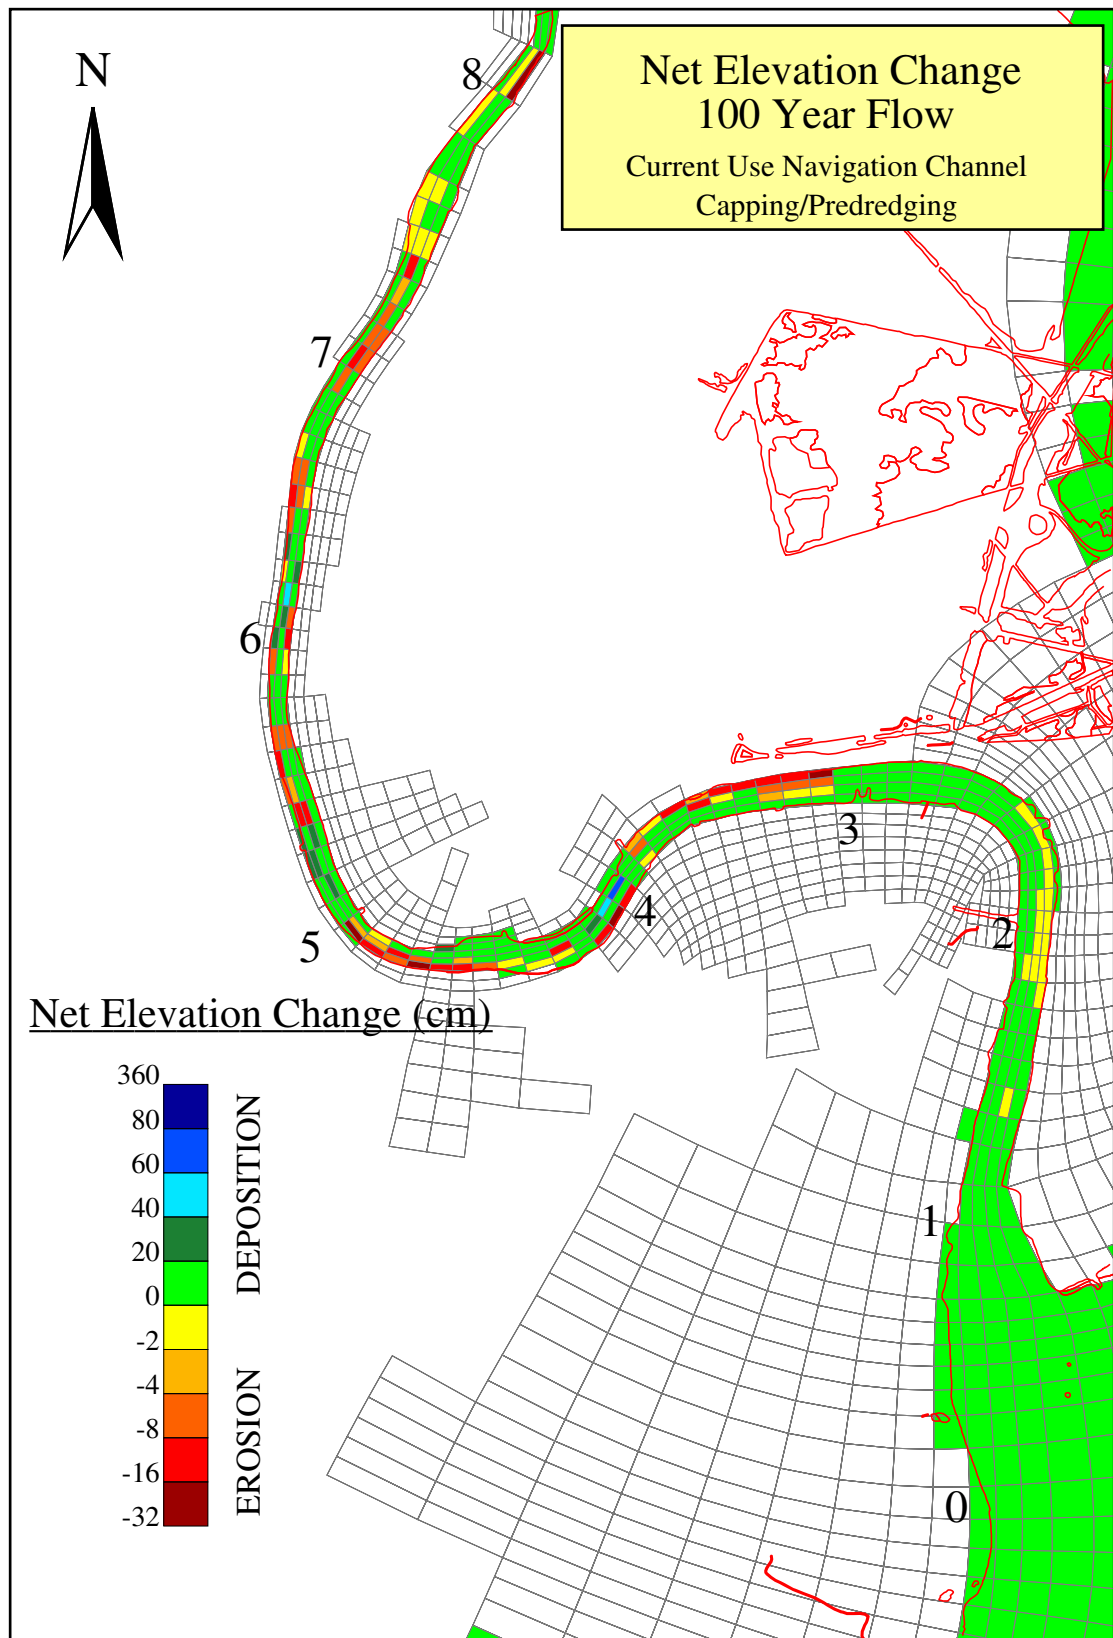 N
Net Elevation Change
100 Year Flow
Current Use Navigation Channel
Capping/Predredging
8
7
6
5
4
3
2
1
0
Net Elevation Change (cm)
360
80
60
40
20
0
-2
-4
-8
-16
-32
DEPOSITION
EROSION